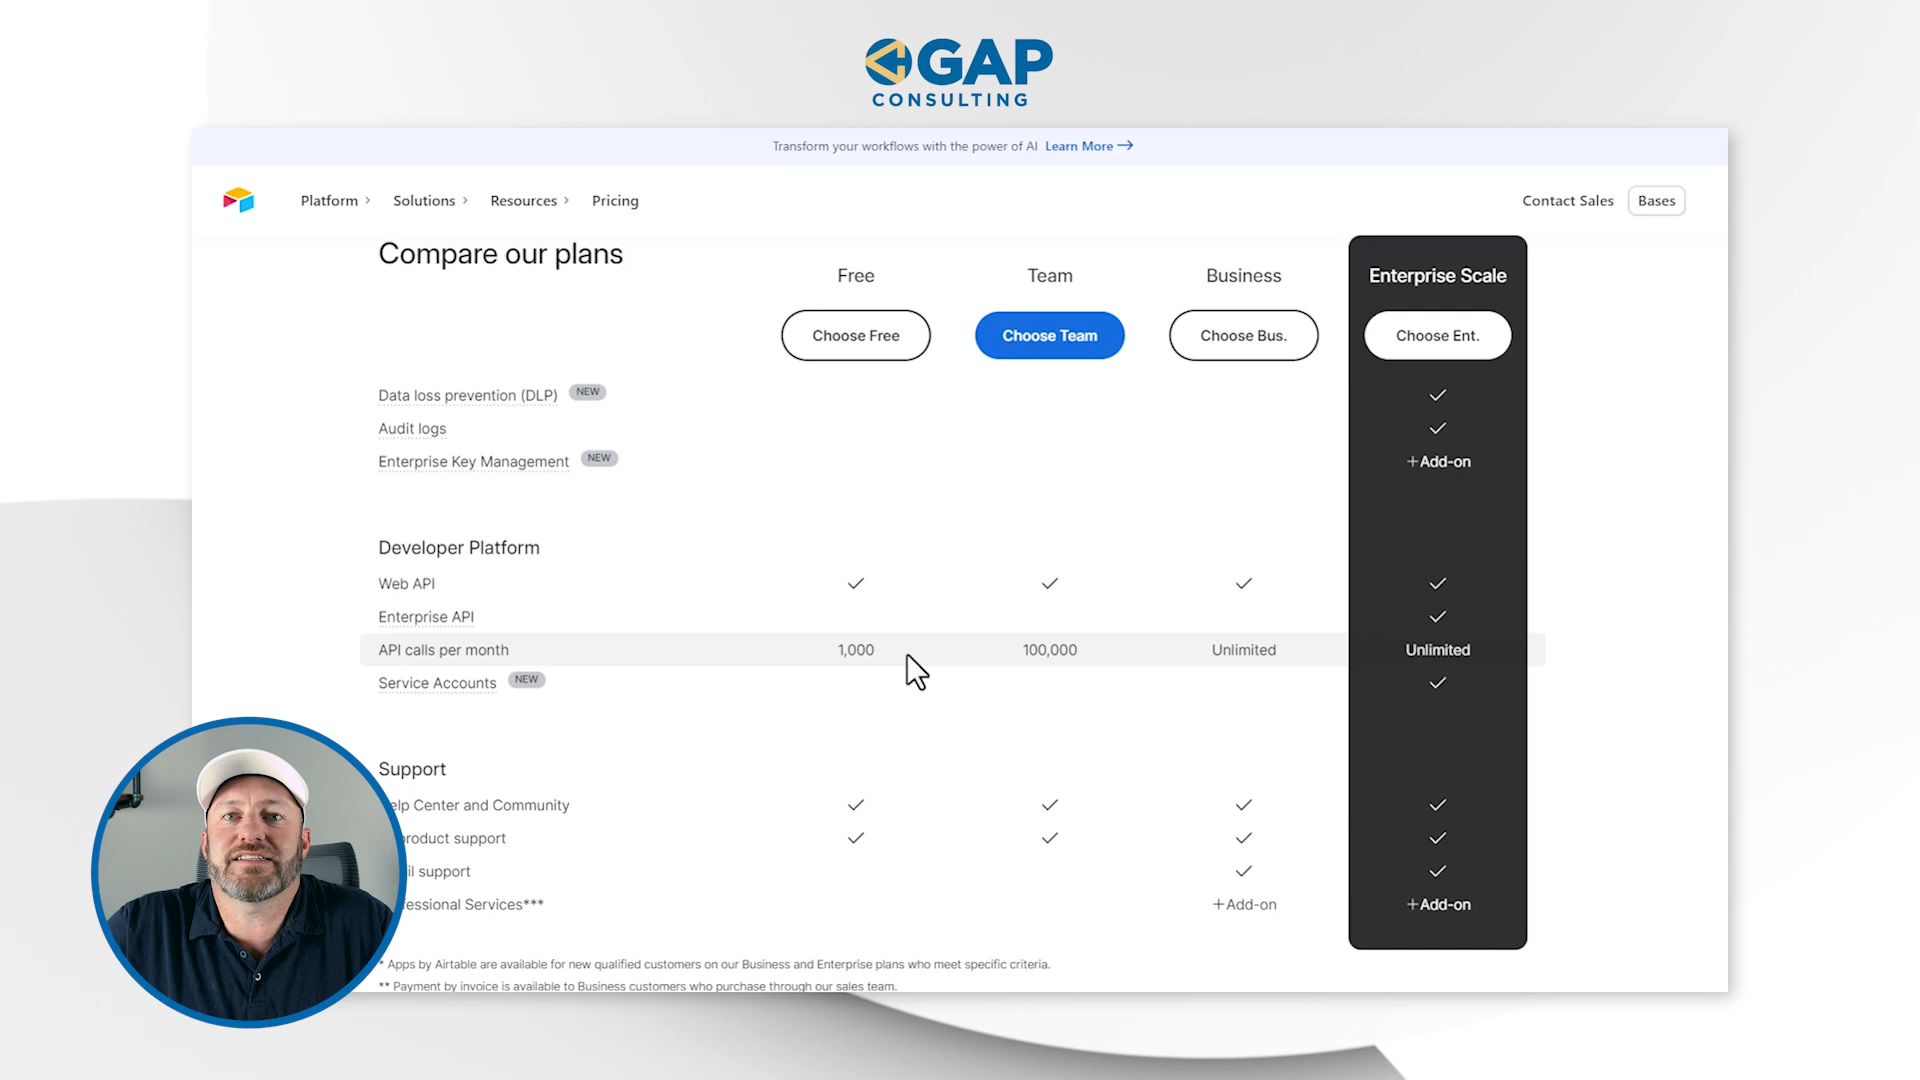 GAP
CONSULTING
Transform your workflows with the power of AI Learn More →
Platform Solutions Resources Pricing Contact Sales Bases
Compare our plans
Free Team Business Enterprise Scale
Choose Free Choose Team Choose Bus. Choose Ent.
Data loss prevention (DLP) NEW
Audit logs
Enterprise Key Management NEW +Add-on
Developer Platform
Web API
Enterprise API
API calls per month 1,000 100,000 Unlimited Unlimited
Service Accounts NEW
Support
elp Center and Community
product support
il support
essional Services*** +Add-on +Add-on
* Apps by Airtable are available for new qualified customers on our Business and Enterprise plans who meet specific criteria.
** Payment by invoice is available to Business customers who purchase through our sales team.